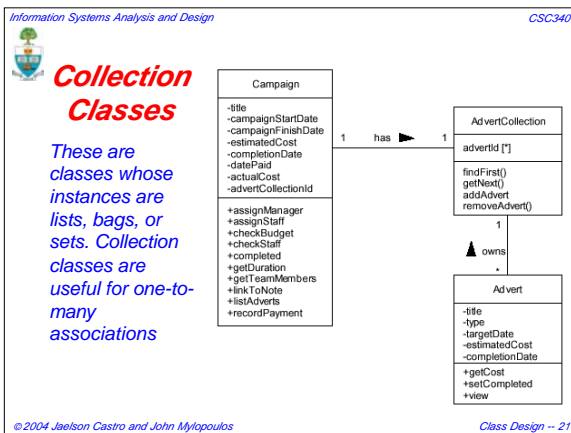 Information Systems Analysis and Design
CSC340
Collection
Classes
These are
classes whose
instances are
lists, bags, or
sets. Collection
classes are
useful for one-to-
many
associations
Campaign
-title
-campaignStartDate
-campaignFinishDate
-estimatedCost
-completionDate
-datePaid
-actualCost
-advertCollectionId
+assignManager
+assignStaff
+checkBudget
+checkStaff
+completed
+getDuration
+getTeamMembers
+linkToNote
+listAdverts
+recordPayment
1 has 1
AdvertCollection
advertId [*]
findFirst()
getNext()
addAdvert
removeAdvert()
1
owns
*
Advert
-title
-type
-targetDate
-estimatedCost
-completionDate
+getCost
+setCompleted
+view
©2004 Jaelson Castro and John Mylopoulos
Class Design -- 21